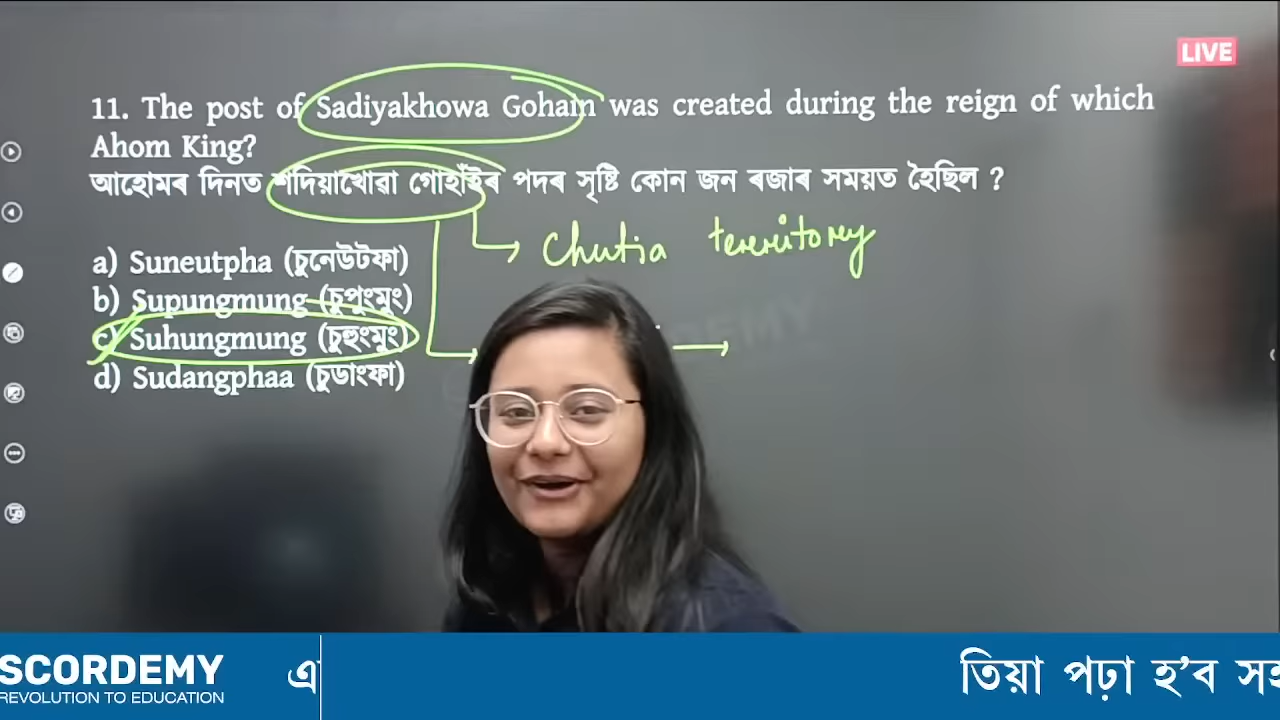 LIVE
11. The post of Sadiyakhowa Gohain was created during the reign of which
Ahom King?
আহোমৰ দিনত শদিয়াখোৱা গোহাঁইৰ পদৰ সৃষ্টি কোন জন ৰজাৰ সময়ত হৈছিল ?
Chutia territory
a) Suneutpha (চুনেউটফা)
b) Supungmung (চুপুংমুং)
c) Suhungmung (চুহুংমুং)
d) Sudangphaa (চুডাংফা)
SCORDEMY
REVOLUTION TO EDUCATION
তিয়া পঢ়া হ’ব